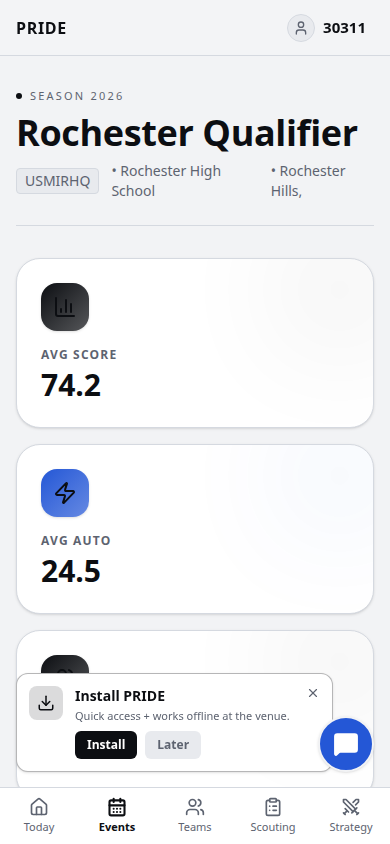 PRIDE
30311
SEASON 2026
Rochester Qualifier
USMIRHQ
• Rochester High School
• Rochester Hills,
AVG SCORE
74.2
AVG AUTO
24.5
Install PRIDE
Quick access + works offline at the venue.
Install
Later
Today
Events
Teams
Scouting
Strategy